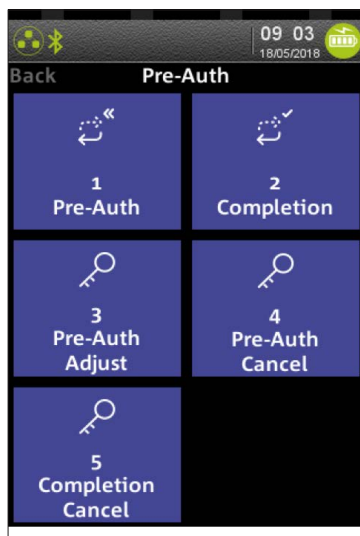 09 03
18/05/2018
Back Pre-Auth
1
Pre-Auth
2
Completion
3
Pre-Auth
Adjust
4
Pre-Auth
Cancel
5
Completion
Cancel